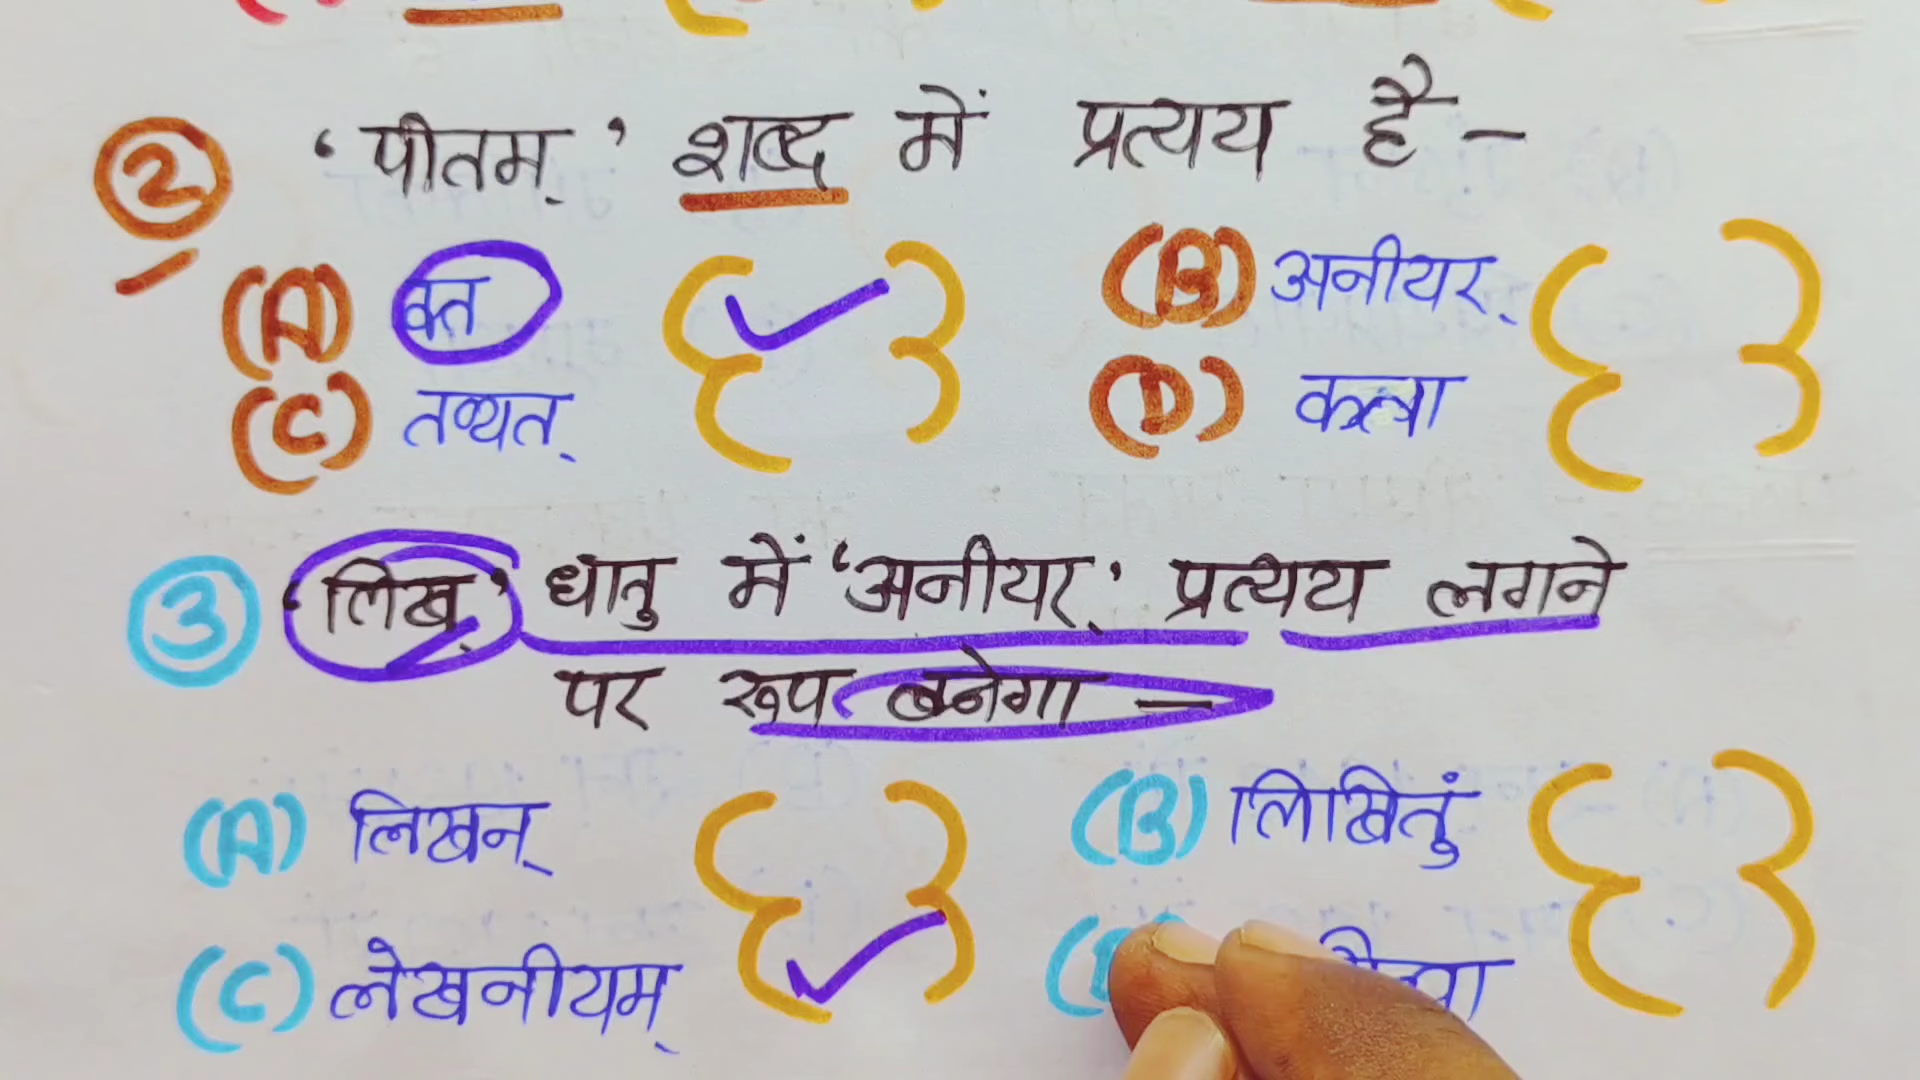 ② 'पीतम्' शब्द में प्रत्यय है -
(A) क्त (B) अनीयर्
(C) तव्यत् (D) क्त्वा
③ 'लिख्' धातु में 'अनीयर्' प्रत्यय लगने
पर रूप बनेगा -
(A) लिखन् (B) लिखितुं
(C) लेखनीयम्